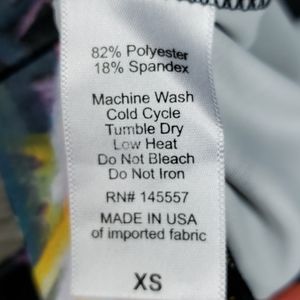 82% Polyester
18% Spandex
Machine Wash
Cold Cycle
Tumble Dry
Low Heat
Do Not Bleach
Do Not Iron
RN# 145557
MADE IN USA
of imported fabric
XS